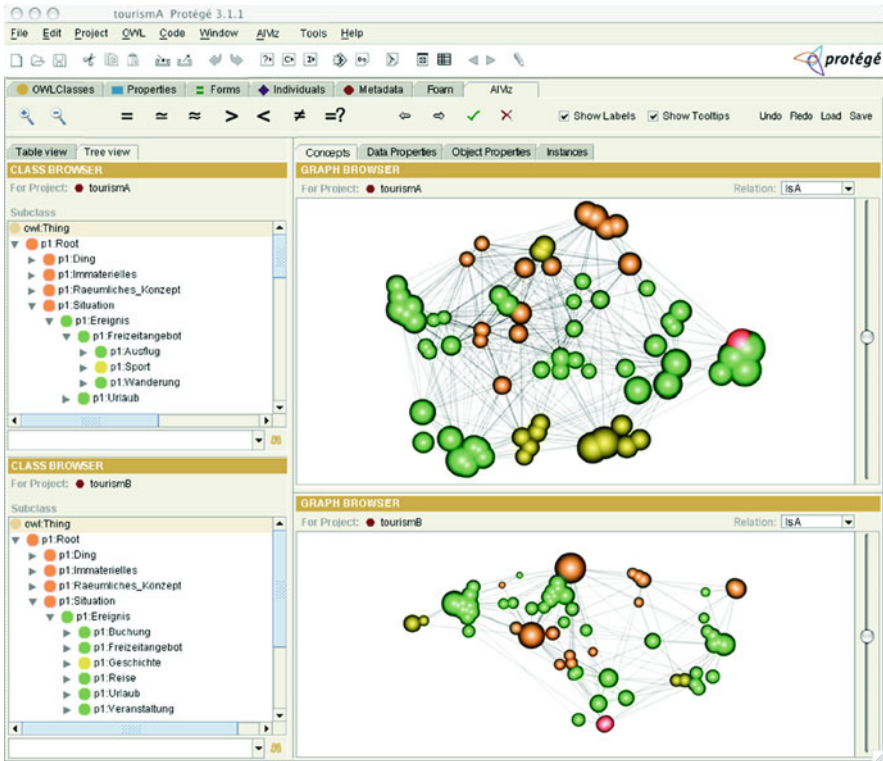 tourismA Protégé 3.1.1
File Edit Project OWL Code Window AIViz Tools Help
protégé
OWLClasses Properties Forms Individuals Metadata Foam AIViz
= ≃ ≈ > < ≠ =? Show Labels Show Tooltips Undo Redo Load Save
Table view Tree view
CLASS BROWSER
For Project: tourismA
Subclass
owl:Thing
p1:Root
p1:Ding
p1:Immaterielles
p1:Raeumliches_Konzept
p1:Situation
p1:Ereignis
p1:Freizeitangebot
p1:Ausflug
p1:Sport
p1:Wanderung
p1:Urlaub
CLASS BROWSER
For Project: tourismB
Subclass
owl:Thing
p1:Root
p1:Ding
p1:Immaterielles
p1:Raeumliches_Konzept
p1:Situation
p1:Ereignis
p1:Buchung
p1:Freizeitangebot
p1:Geschichte
p1:Reise
p1:Urlaub
p1:Veranstaltung
Concepts Data Properties Object Properties Instances
GRAPH BROWSER
For Project: tourismA Relation: IsA
GRAPH BROWSER
For Project: tourismB Relation: IsA